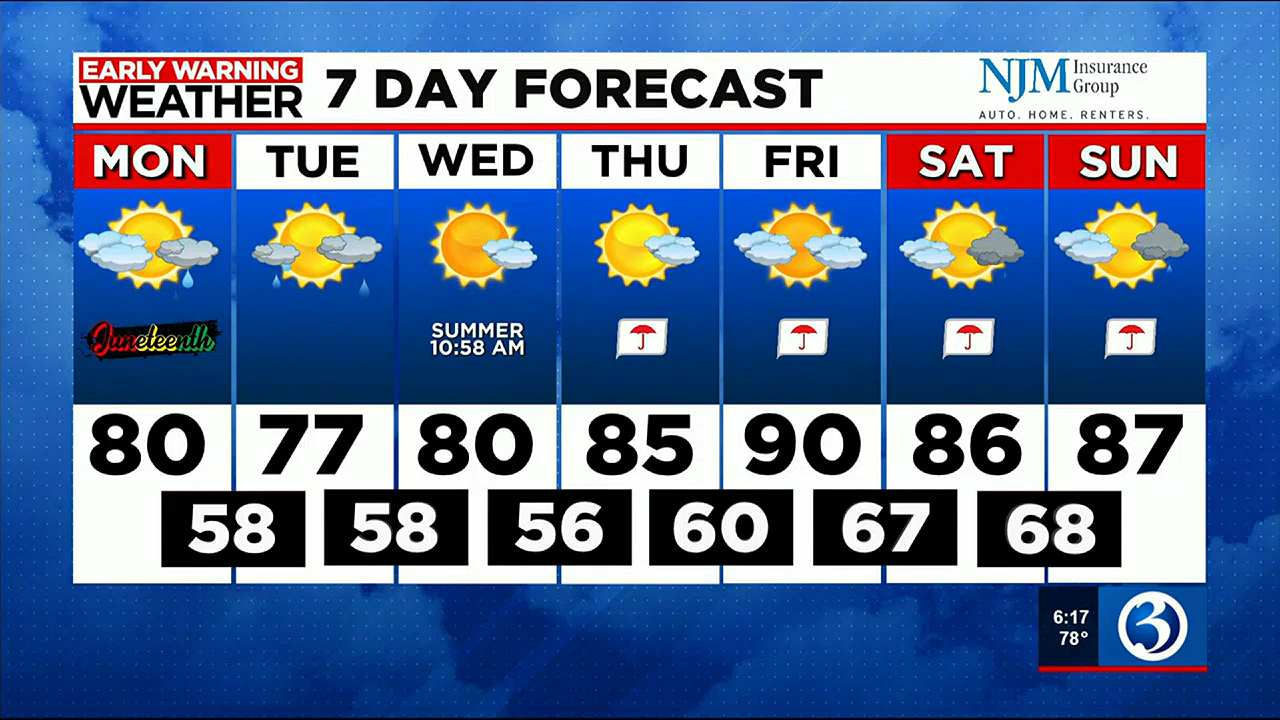 EARLY WARNING
WEATHER
7 DAY FORECAST
NJM Insurance
Group
AUTO. HOME. RENTERS.
MON TUE WED THU FRI SAT SUN
Juneteenth
SUMMER
10:58 AM
80 77 80 85 90 86 87
58 58 56 60 67 68
6:17
78°
3